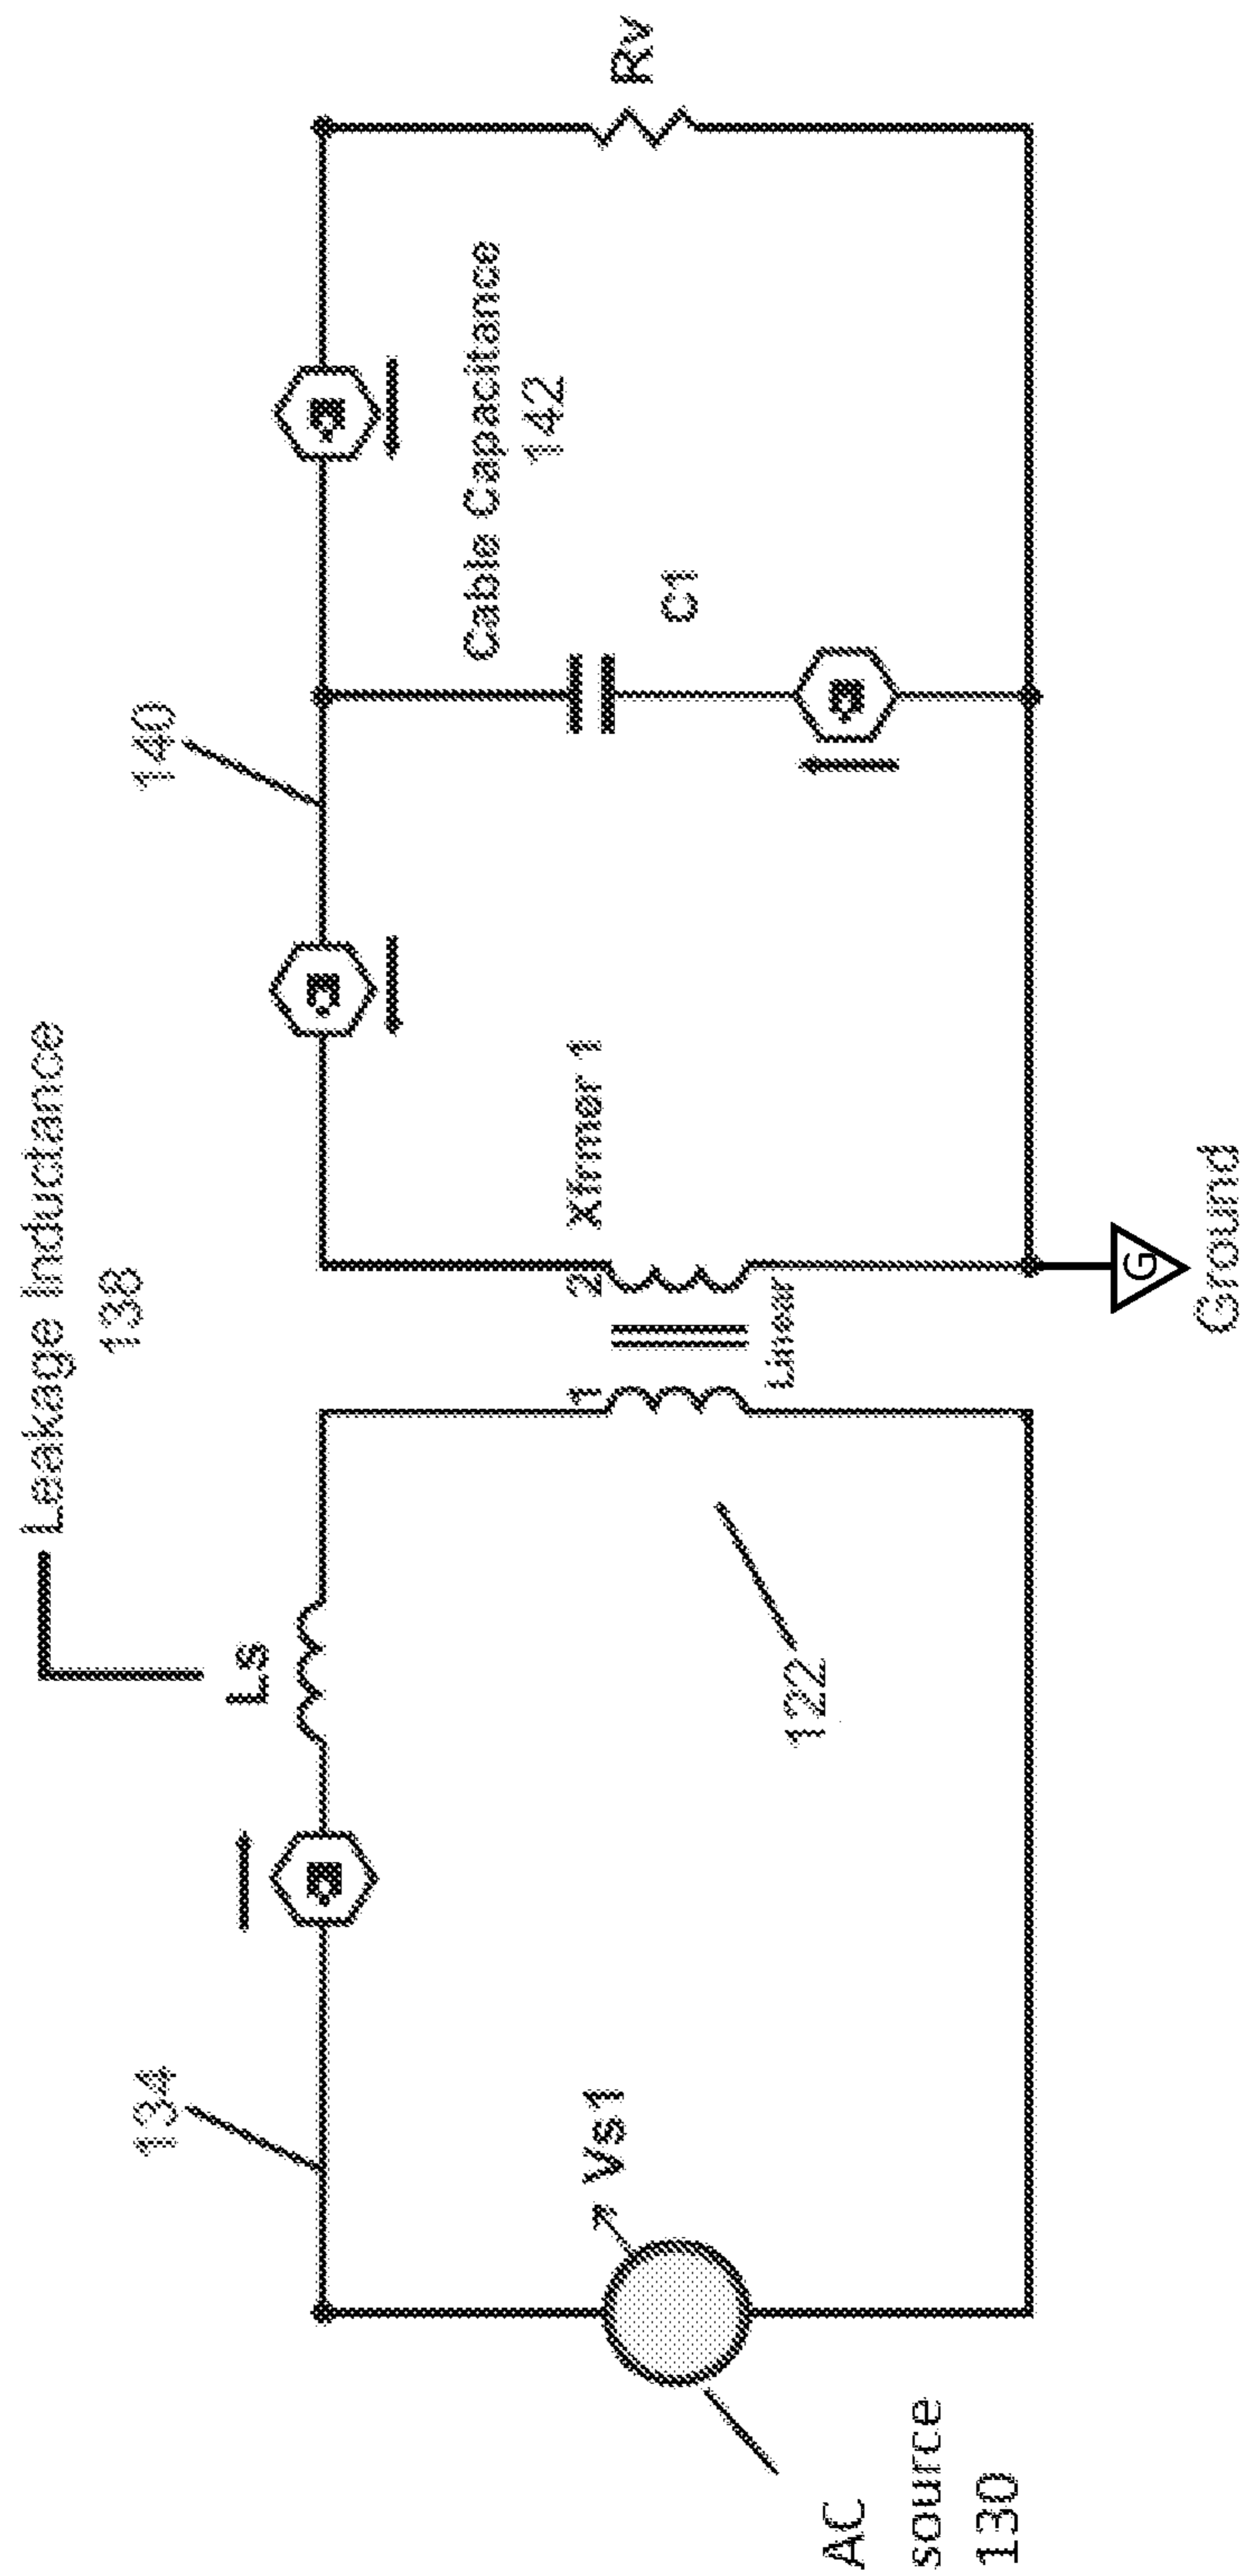 Leakage Inductance
138
134
140
Ls
Vs1
AC
source
130
122
1
2
Xfrmer 1
Linear
Cable Capacitance
142
C1
Rv
G
Ground